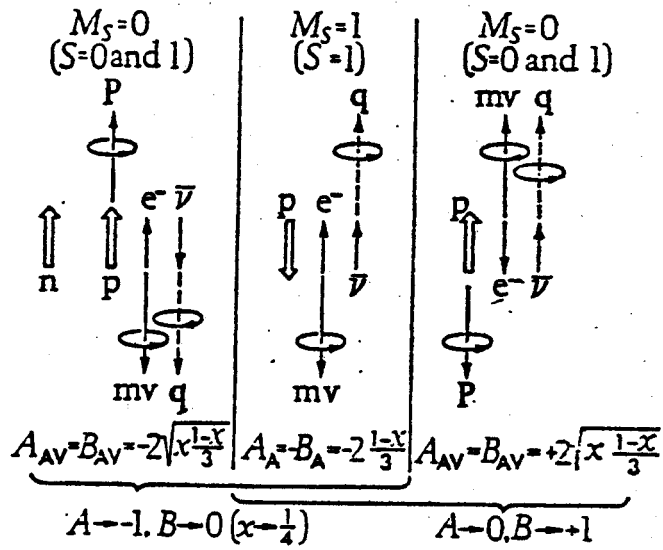 M_S=0
(S=0 and 1)
P
e⁻ ν̄
n p
mv q
A_AV=B_AV=-2√(x (1-x)/3)
M_S=1
(S=1)
q
p e⁻
ν̄
mv
A_A=-B_A=-2 (1-x)/3
M_S=0
(S=0 and 1)
mv q
p
e⁻ ν̄
P
A_AV=B_AV=+2√(x (1-x)/3)
A→-1, B→0 (x→1/4)
A→0, B→+1